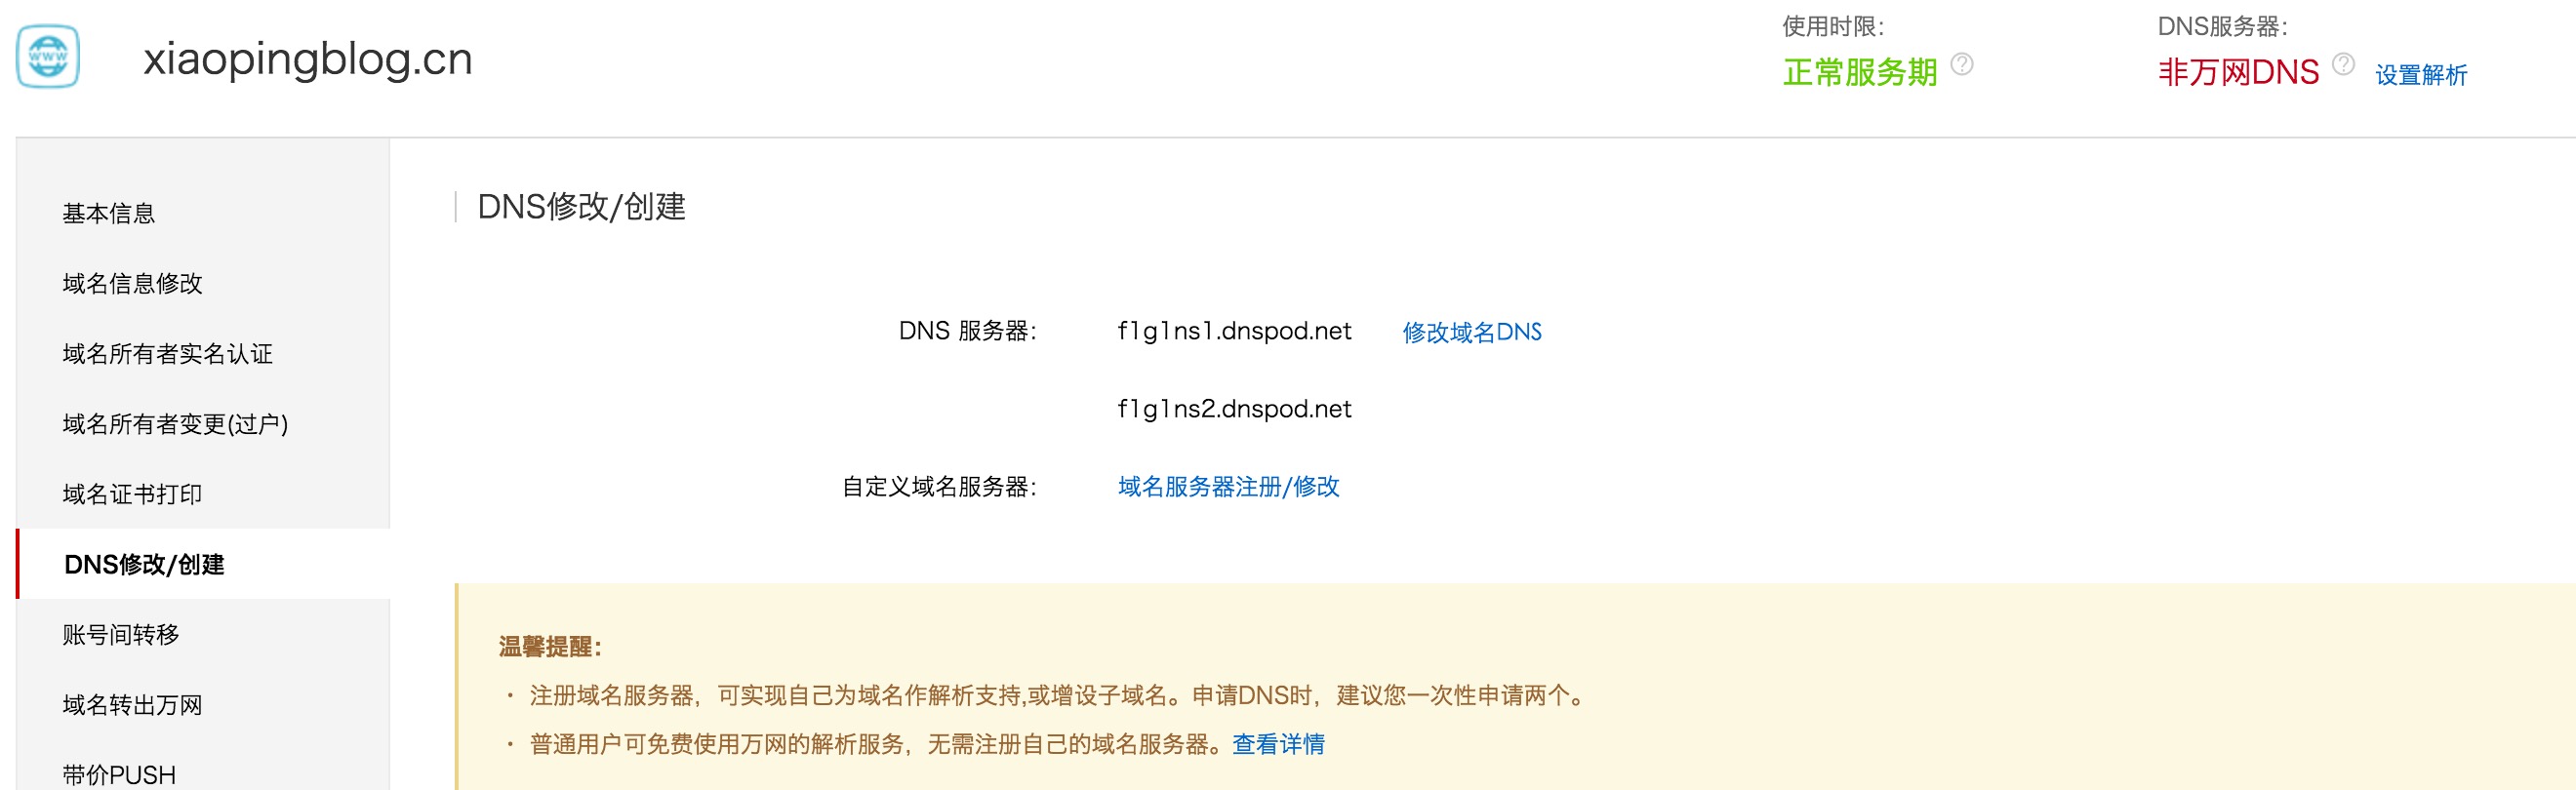 www
xiaopingblog.cn
使用时限：
正常服务期 ?
DNS服务器：
非万网DNS ? 设置解析
基本信息
域名信息修改
域名所有者实名认证
域名所有者变更(过户)
域名证书打印
DNS修改/创建
账号间转移
域名转出万网
带价PUSH
DNS修改/创建
DNS 服务器： f1g1ns1.dnspod.net 修改域名DNS
f1g1ns2.dnspod.net
自定义域名服务器： 域名服务器注册/修改
温馨提醒：
· 注册域名服务器，可实现自己为域名作解析支持,或增设子域名。申请DNS时，建议您一次性申请两个。
· 普通用户可免费使用万网的解析服务，无需注册自己的域名服务器。查看详情